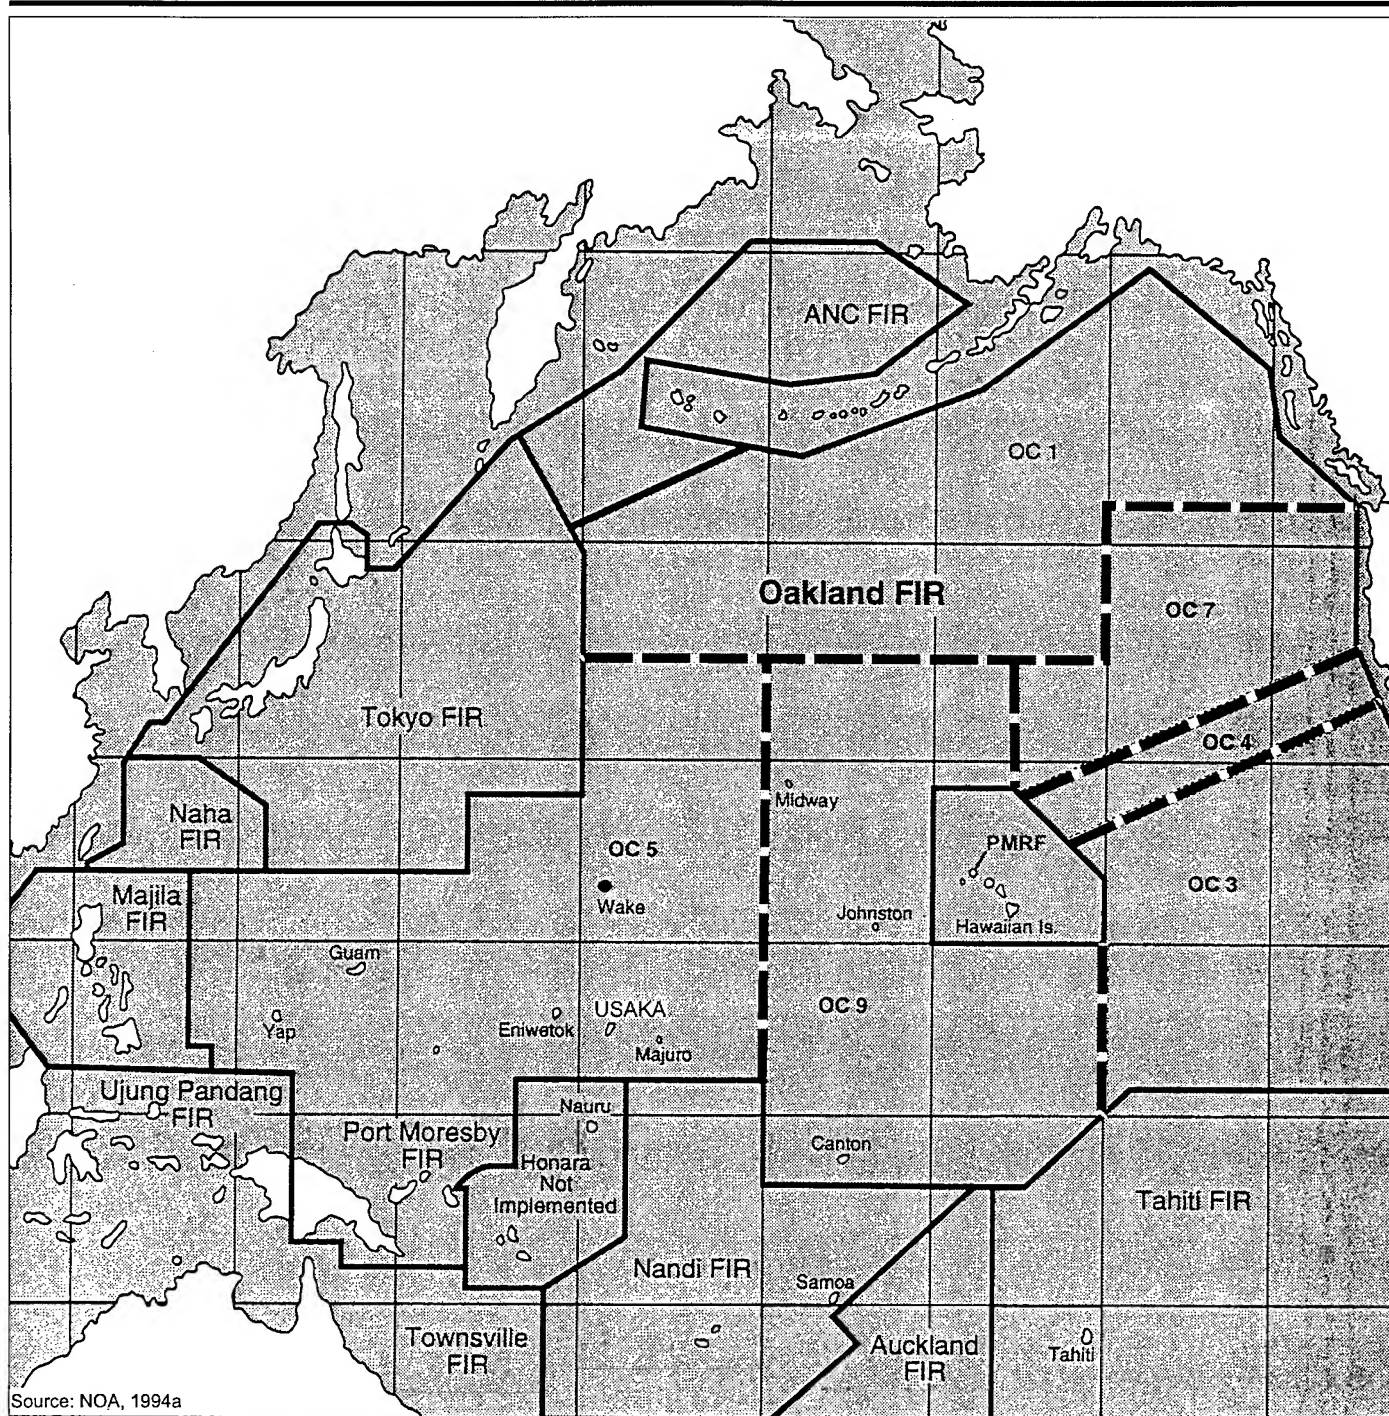 ANC FIR
OC 1
Oakland FIR
OC 7
Tokyo FIR
OC 4
Midway
Naha
FIR
OC 5
PMRF
Majila
FIR
Wake
OC 3
Johnston
Hawaiian Is.
Guam
USAKA
OC 9
Yap
Eniwetok
Majuro
Ujung Pandang
FIR
Nauru
Port Moresby
FIR
Canton
Honara
Not
Implemented
Tahiti FIR
Nandi FIR
Samoa
Townsville
FIR
Auckland
FIR
Tahiti
Source: NOA, 1994a